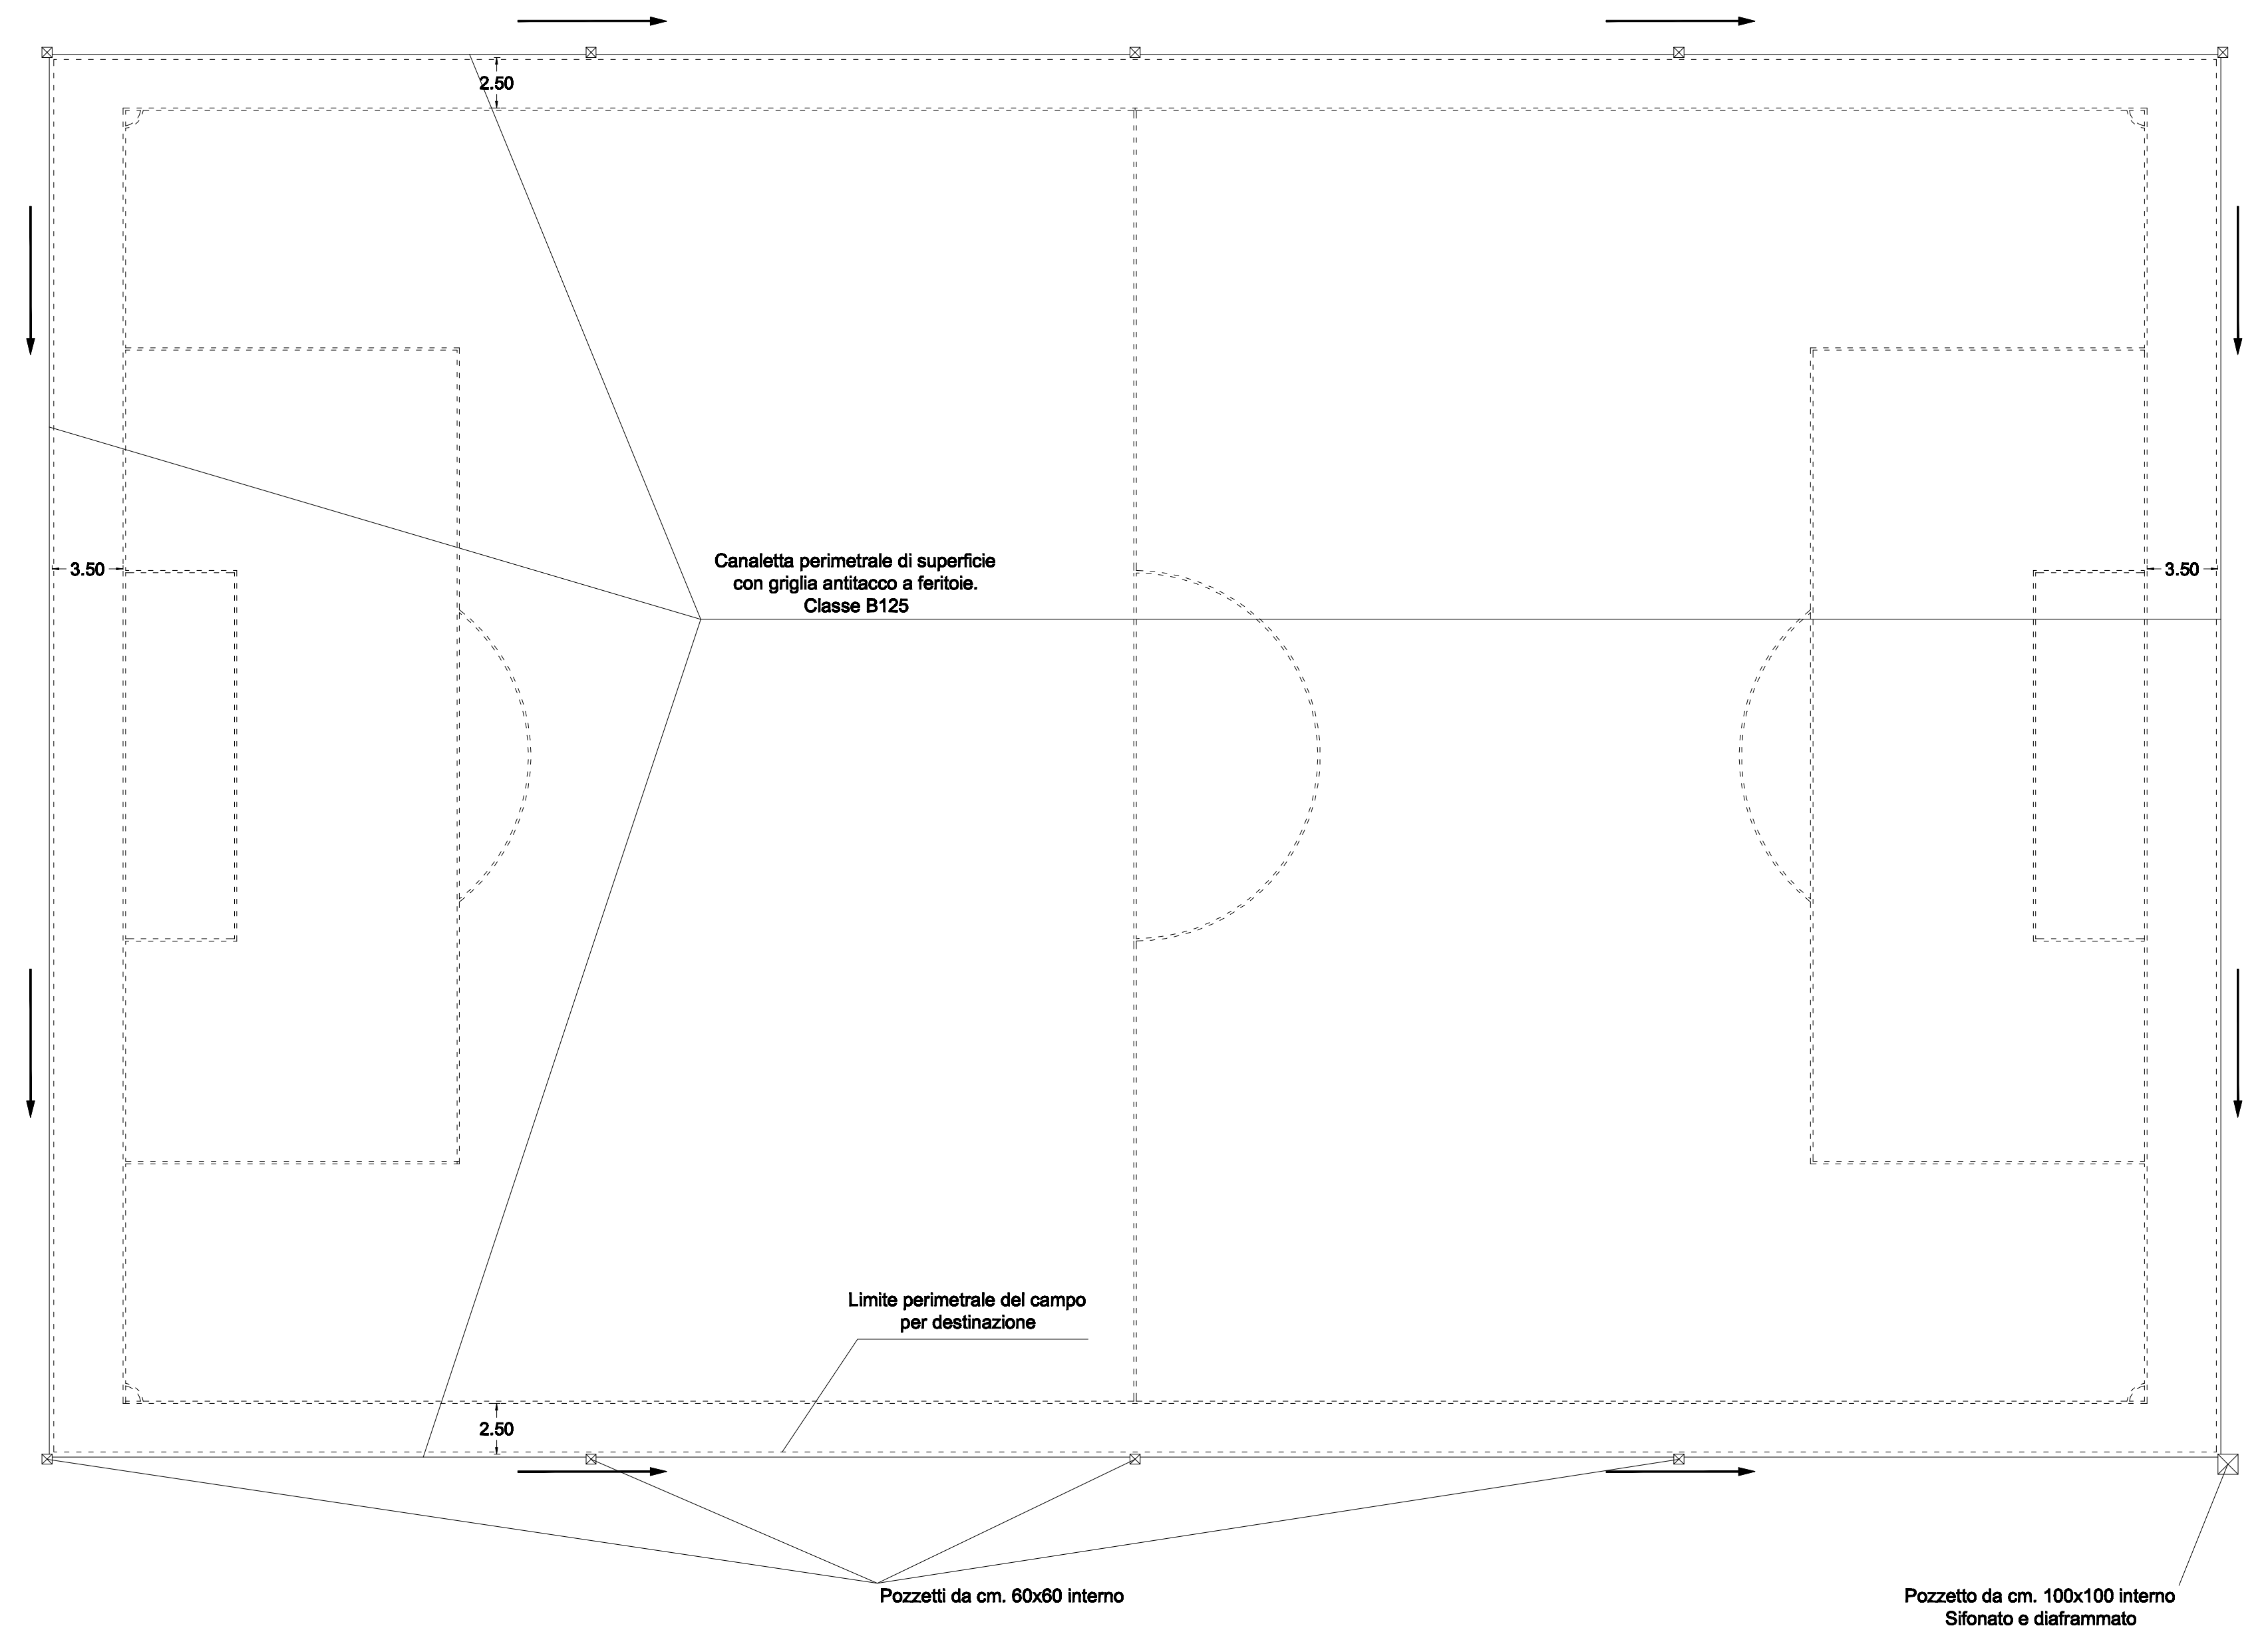 2.50
Canaletta perimetrale di superficie
con griglia antitacco a feritoie.
Classe B125
3.50
3.50
Limite perimetrale del campo
per destinazione
2.50
Pozzetti da cm. 60x60 interno
Pozzetto da cm. 100x100 interno
Sifonato e diaframmato